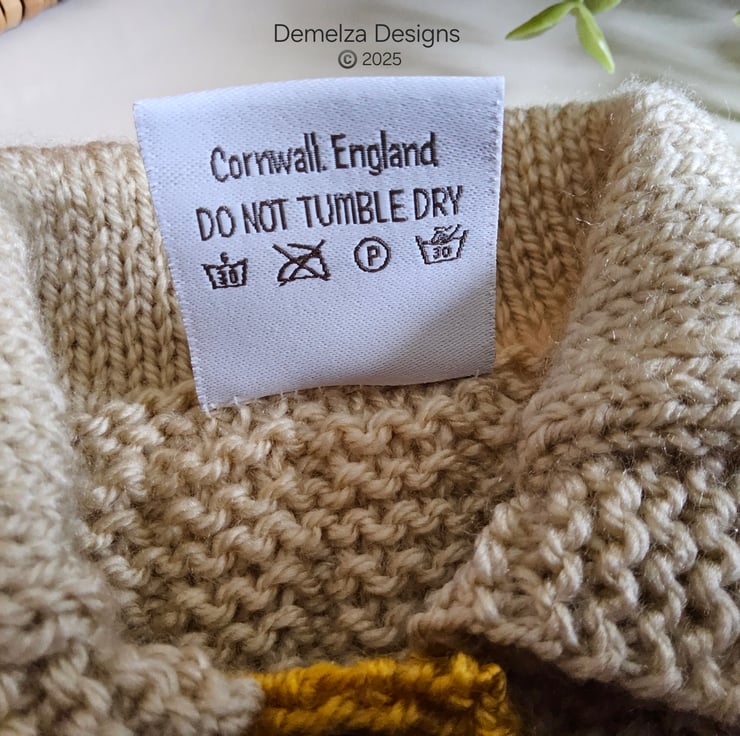 Demelza Designs
© 2025
Cornwall. England
DO NOT TUMBLE DRY
30 P 30